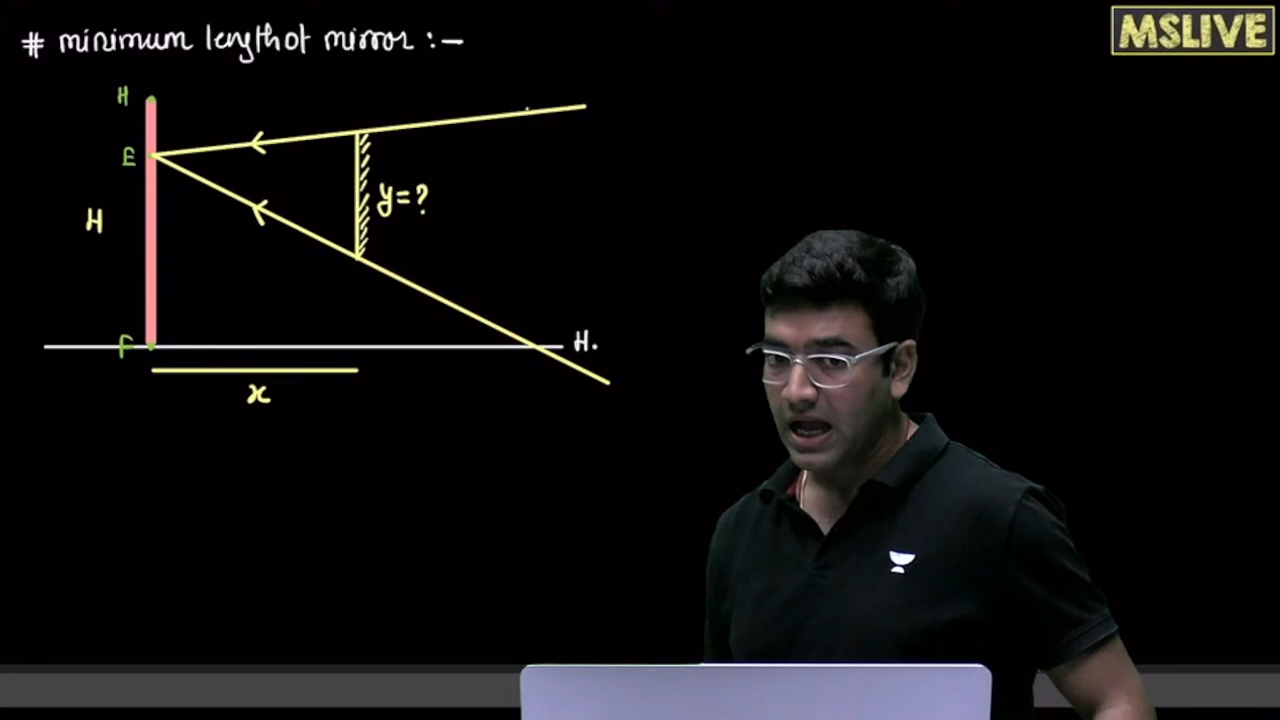 # minimum length of mirror :-
MSLIVE
H
E
H
y = ?
F
H.
x